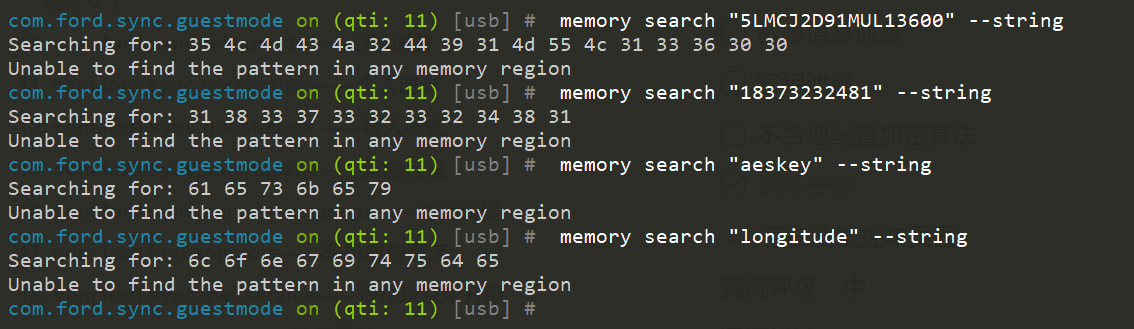 com.ford.sync.guestmode on (qti: 11) [usb] #  memory search "5LMCJ2D91MUL13600" --string
Searching for: 35 4c 4d 43 4a 32 44 39 31 4d 55 4c 31 33 36 30 30
Unable to find the pattern in any memory region
com.ford.sync.guestmode on (qti: 11) [usb] #  memory search "18373232481" --string
Searching for: 31 38 33 37 33 32 33 32 34 38 31
Unable to find the pattern in any memory region
不合理配置加密算法
com.ford.sync.guestmode on (qti: 11) [usb] #  memory search "aeskey" --string
Searching for: 61 65 73 6b 65 79
Unable to find the pattern in any memory region
com.ford.sync.guestmode on (qti: 11) [usb] #  memory search "longitude" --string
Searching for: 6c 6f 6e 67 69 74 75 64 65
Unable to find the pattern in any memory region
漏洞评级：中
com.ford.sync.guestmode on (qti: 11) [usb] #